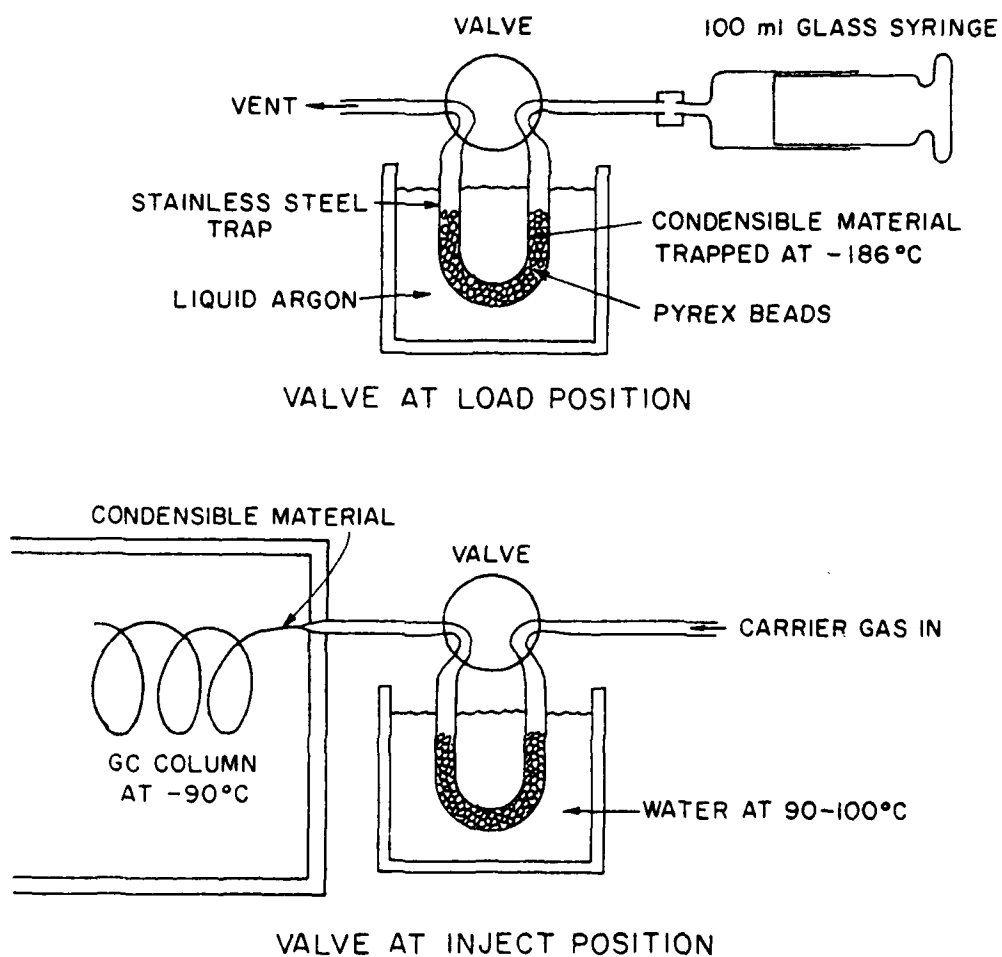 VALVE
100 ml GLASS SYRINGE
VENT
STAINLESS STEEL
TRAP
CONDENSIBLE MATERIAL
TRAPPED AT -186°C
LIQUID ARGON
PYREX BEADS
VALVE AT LOAD POSITION
CONDENSIBLE MATERIAL
VALVE
CARRIER GAS IN
GC COLUMN
AT -90°C
WATER AT 90-100°C
VALVE AT INJECT POSITION